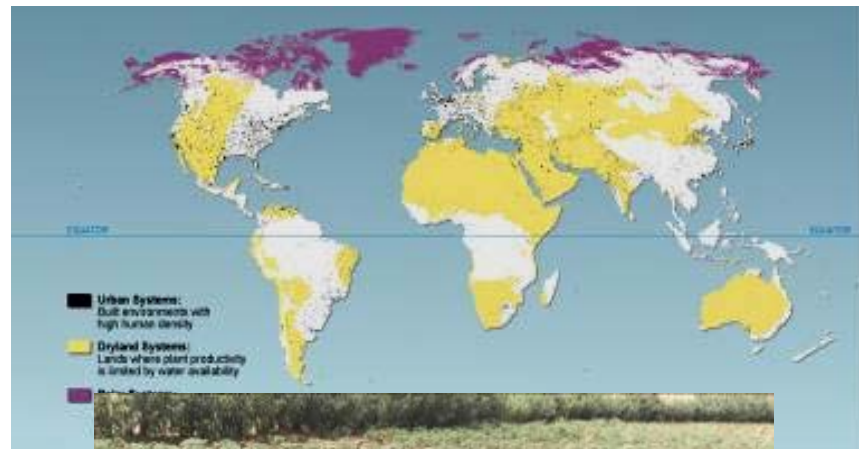 EQUATOR
EQUATOR
Urban Systems:
Built environments with
high human density
Dryland Systems:
Lands where plant productivity
is limited by water availability